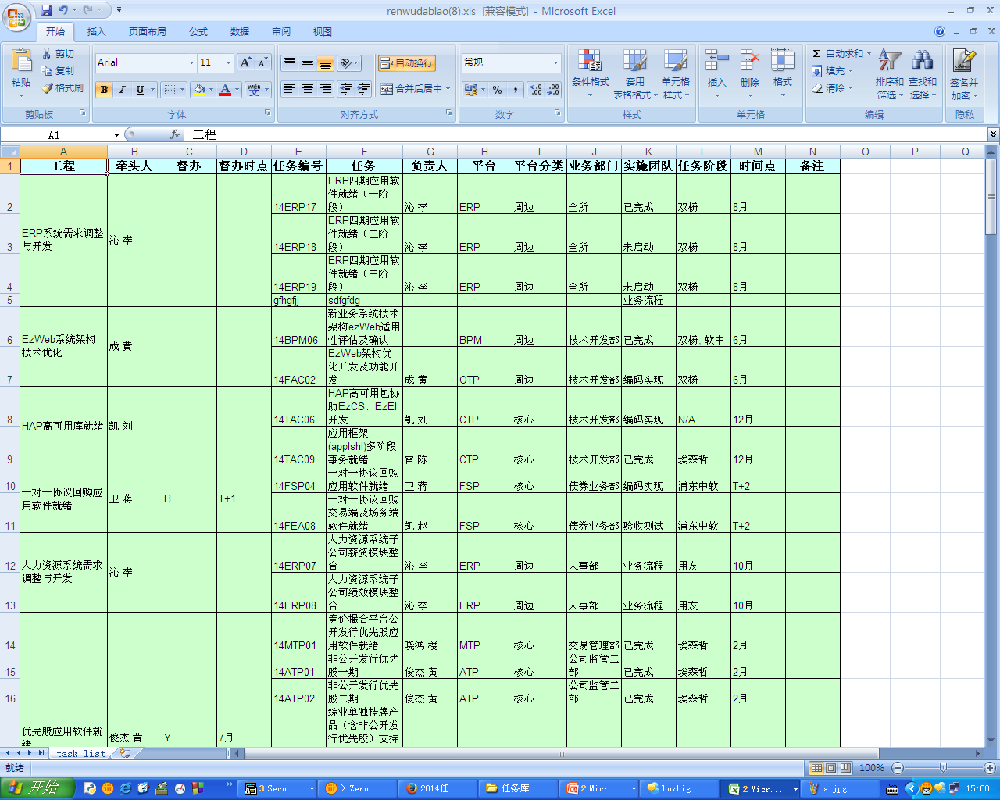 renwudabiao(8).xls [兼容模式] - Microsoft Excel
开始 插入 页面布局 公式 数据 审阅 视图
粘贴 剪切 复制 格式刷 剪贴板
Arial 11 字体
自动换行 合并后居中 对齐方式
常规 数字
条件格式 套用表格格式 单元格样式 样式
插入 删除 格式 单元格
Σ 自动求和 填充 清除 排序和筛选 查找和选择 编辑
签名并加密 隐私
A1 fx 工程
A B C D E F G H I J K L M N O P Q
1 工程 牵头人 督办 督办时点 任务编号 任务 负责人 平台 平台分类 业务部门 实施团队 任务阶段 时间点 备注
ERP系统需求调整与开发 沁 李
2 14ERP17 ERP四期应用软件就绪（一阶段） 沁 李 ERP 周边 全所 已完成 双杨 8月
3 14ERP18 ERP四期应用软件就绪（二阶段） 沁 李 ERP 周边 全所 未启动 双杨 8月
4 14ERP19 ERP四期应用软件就绪（三阶段） 沁 李 ERP 周边 全所 未启动 双杨 8月
5 gfhgfjj sdfgfdg 业务流程
EzWeb系统架构技术优化 成 黄
6 14BPM06 新业务系统技术架构ezWeb适用性评估及确认 BPM 周边 技术开发部 已完成 双杨, 软中 6月
7 14FAC02 EzWeb架构优化开发及功能开发 成 黄 OTP 周边 技术开发部 编码实现 双杨 6月
HAP高可用库就绪 凯 刘
8 14TAC06 HAP高可用包协助EzCS、EzEI开发 凯 刘 CTP 核心 技术开发部 编码实现 N/A 12月
9 14TAC09 应用框架(applshl)多阶段事务就绪 雷 陈 CTP 核心 技术开发部 已完成 埃森哲 12月
一对一协议回购应用软件就绪 卫 蒋 B T+1
10 14FSP04 一对一协议回购应用软件就绪 卫 蒋 FSP 核心 债券业务部 编码实现 浦东中软 T+2
11 14FEA08 一对一协议回购交易端及场务端软件就绪 凯 赵 FSP 核心 债券业务部 验收测试 浦东中软 T+2
人力资源系统需求调整与开发 沁 李
12 14ERP07 人力资源系统子公司薪资模块整合 沁 李 ERP 周边 人事部 业务流程 用友 10月
13 14ERP08 人力资源系统子公司绩效模块整合 沁 李 ERP 周边 人事部 业务流程 用友 10月
14 14MTP01 竞价撮合平台公开发行优先股应用软件就绪 晓鸿 楼 MTP 核心 交易管理部 已完成 埃森哲 2月
15 14ATP01 非公开发行优先股一期 俊杰 黄 ATP 核心 公司监管二部 已完成 埃森哲 2月
16 14ATP02 非公开发行优先股二期 俊杰 黄 ATP 核心 公司监管二部 已完成 埃森哲 2月
优先股应用软件就绪 俊杰 黄 Y 7月 综业单独挂牌产品（含非公开发行优先股）支持
task list
就绪 100%
开始 3 Secu... > Zero... 2014任... 任务库... 2 Micr... huzhig... 2 Micr... a.jpg ... 15:08